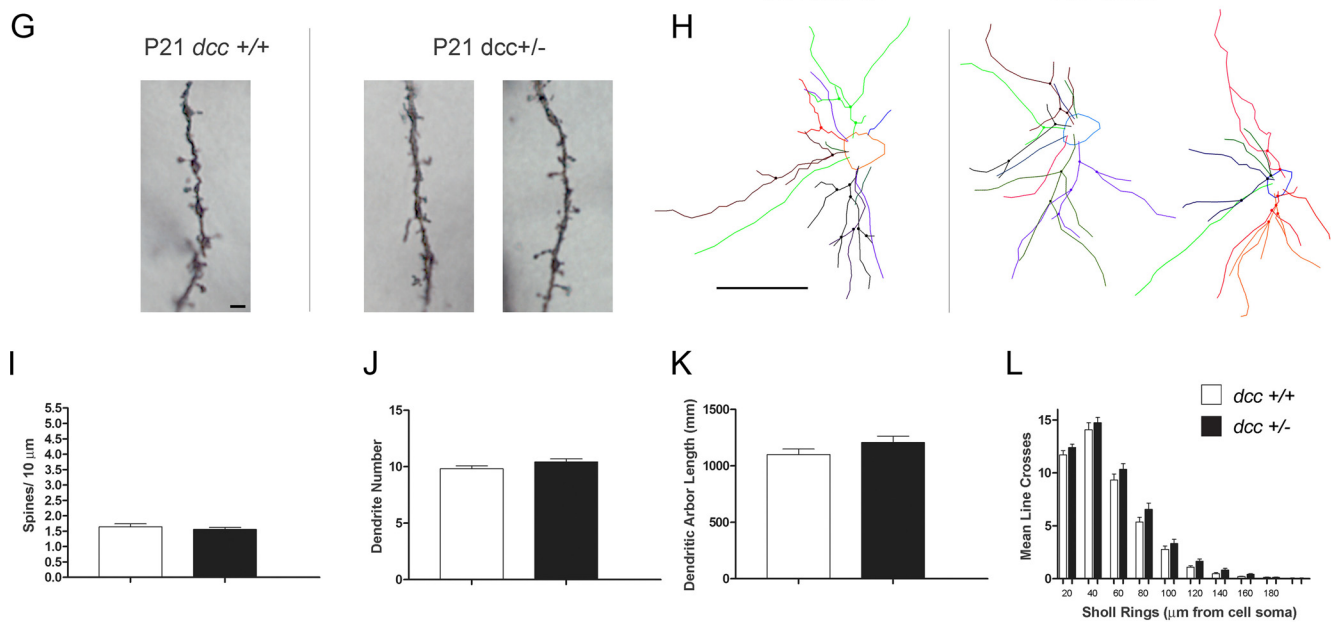 G
P21 dcc +/+
P21 dcc+/-
H
I
Spines/ 10 μm
5.5
5.0
4.5
4.0
3.5
3.0
2.5
2.0
1.5
1.0
0.5
0.0
J
Dendrite Number
15
10
5
0
K
Dendritic Arbor Length (mm)
1500
1000
500
0
L
dcc +/+
dcc +/-
Mean Line Crosses
15
10
5
0
20 40 60 80 100 120 140 160 180
Sholl Rings (μm from cell soma)